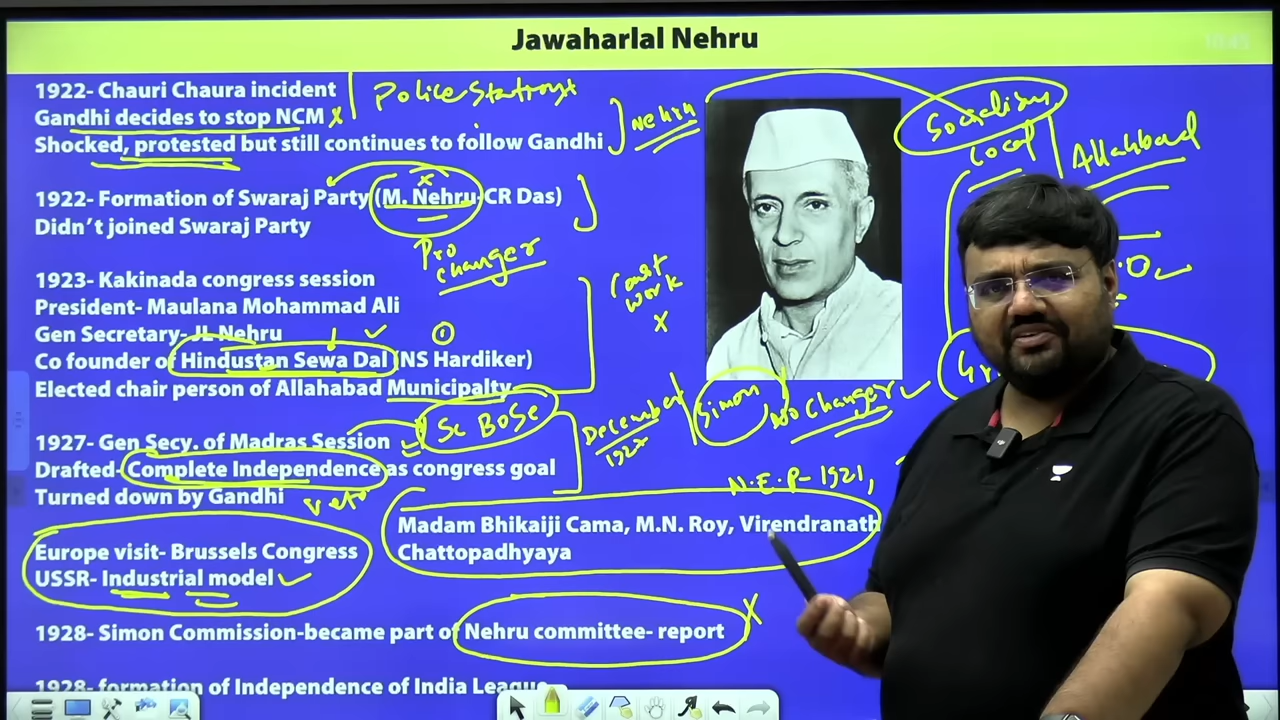 Jawaharlal Nehru
1922- Chauri Chaura incident
Police Station
Gandhi decides to stop NCM x
Shocked, protested but still continues to follow Gandhi
Nehru
Socialism
Local
Allahbad
1922- Formation of Swaraj Party (M. Nehru-CR Das)
Didn't joined Swaraj Party
Pro
Changer
1923- Kakinada congress session
President- Maulana Mohammad Ali
Gen Secretary- JL Nehru
Co founder of Hindustan Sewa Dal (NS Hardiker)
Elected chair person of Allahabad Municipalty
work
x
December
1922
Simon
No Changer
Sc Bose
1927- Gen Secy. of Madras Session
Drafted- Complete Independence as congress goal
Turned down by Gandhi
veto
N.E.P- 1921,
Madam Bhikaiji Cama, M.N. Roy, Virendranath
Chattopadhyaya
Europe visit- Brussels Congress
USSR- Industrial model
1928- Simon Commission-became part of Nehru committee- report x
1928- formation of Independence of India League